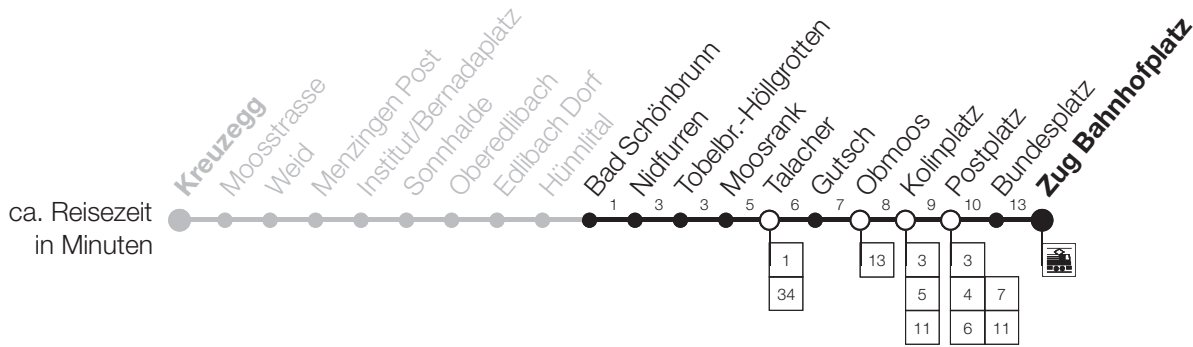 Kreuzegg
Moosstrasse
Weid
Menzingen Post
Institut/Bernadaplatz
Sonnhalde
Oberedlibach
Edlibach Dorf
Hünnlital
Bad Schönbrunn
Nidfurren
Tobelbr.-Höllgrotten
Moosrank
Talacher
Gutsch
Obmoos
Kolinplatz
Postplatz
Bundesplatz
Zug Bahnhofplatz
ca. Reisezeit
in Minuten
1 3 3 5 6 7 8 9 10 13
1 13 3 3
34 5 4 7
11 6 11